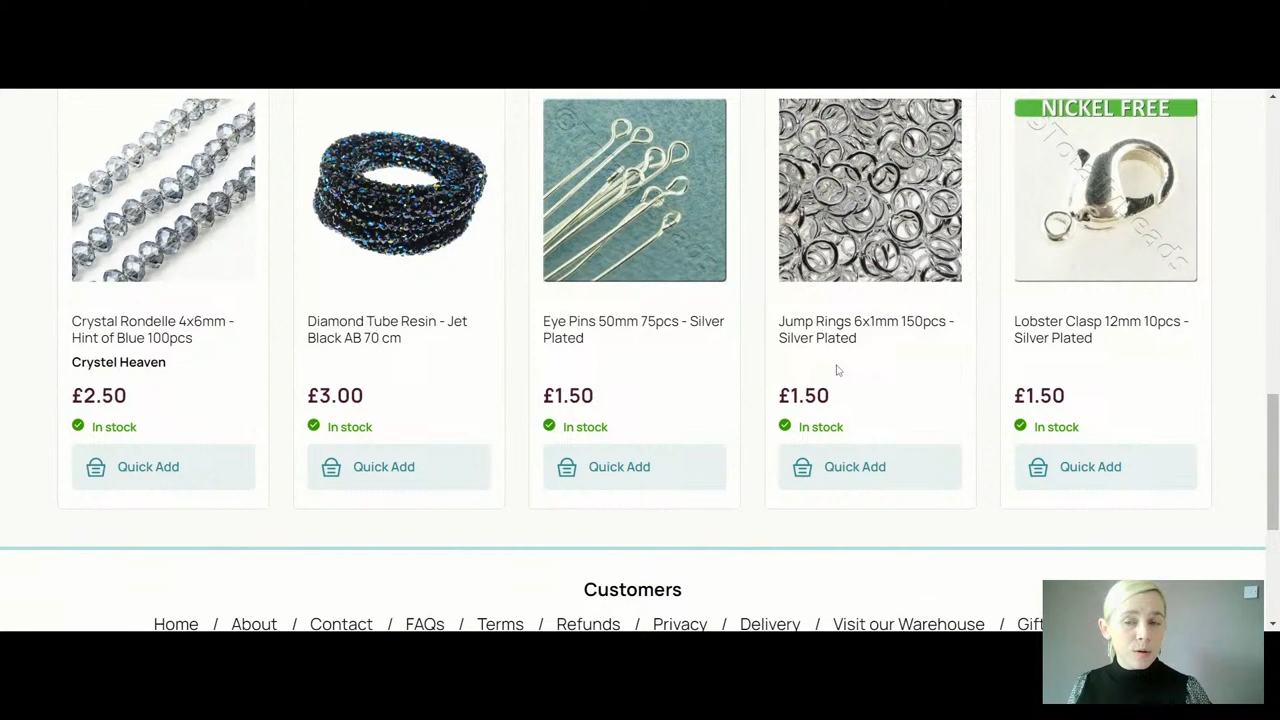 NICKEL FREE
Crystal Rondelle 4x6mm -
Hint of Blue 100pcs
Crystel Heaven
£2.50
In stock
Quick Add
Diamond Tube Resin - Jet
Black AB 70 cm
£3.00
In stock
Quick Add
Eye Pins 50mm 75pcs - Silver
Plated
£1.50
In stock
Quick Add
Jump Rings 6x1mm 150pcs -
Silver Plated
£1.50
In stock
Quick Add
Lobster Clasp 12mm 10pcs -
Silver Plated
£1.50
In stock
Quick Add
Customers
Home / About / Contact / FAQs / Terms / Refunds / Privacy / Delivery / Visit our Warehouse / Gif